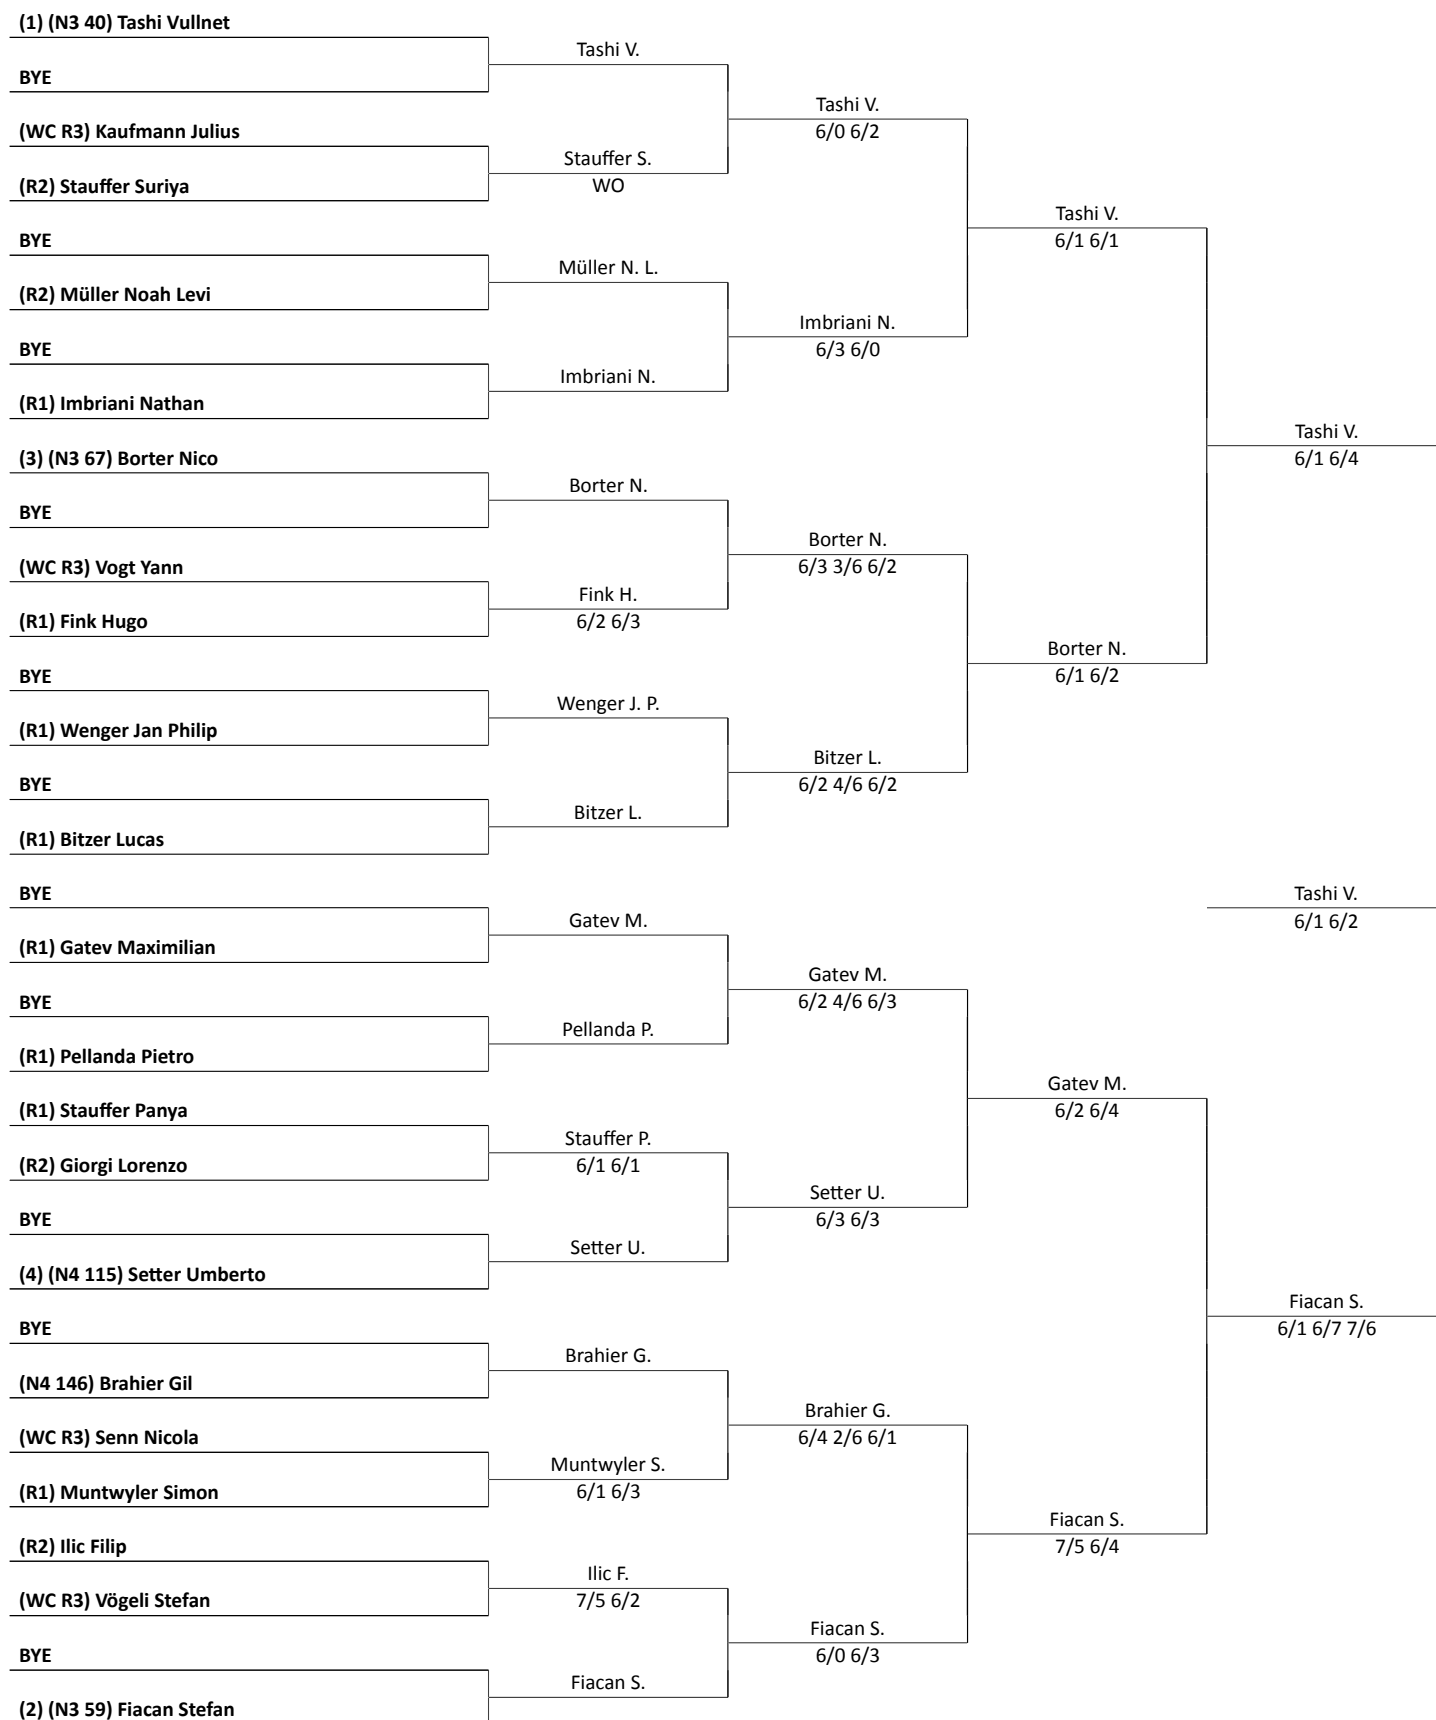 (1) (N3 40) Tashi Vullnet
BYE
(WC R3) Kaufmann Julius
(R2) Stauffer Suriya
BYE
(R2) Müller Noah Levi
BYE
(R1) Imbriani Nathan
(3) (N3 67) Borter Nico
BYE
(WC R3) Vogt Yann
(R1) Fink Hugo
BYE
(R1) Wenger Jan Philip
BYE
(R1) Bitzer Lucas
BYE
(R1) Gatev Maximilian
BYE
(R1) Pellanda Pietro
(R1) Stauffer Panya
(R2) Giorgi Lorenzo
BYE
(4) (N4 115) Setter Umberto
BYE
(N4 146) Brahier Gil
(WC R3) Senn Nicola
(R1) Muntwyler Simon
(R2) Ilic Filip
(WC R3) Vögeli Stefan
BYE
(2) (N3 59) Fiacan Stefan
Tashi V.
Stauffer S.
WO
Müller N. L.
Imbriani N.
Borter N.
Fink H.
6/2 6/3
Wenger J. P.
Bitzer L.
Gatev M.
Pellanda P.
Stauffer P.
6/1 6/1
Setter U.
Brahier G.
Muntwyler S.
6/1 6/3
Ilic F.
7/5 6/2
Fiacan S.
Tashi V.
6/0 6/2
Imbriani N.
6/3 6/0
Borter N.
6/3 3/6 6/2
Bitzer L.
6/2 4/6 6/2
Gatev M.
6/2 4/6 6/3
Setter U.
6/3 6/3
Brahier G.
6/4 2/6 6/1
Fiacan S.
6/0 6/3
Tashi V.
6/1 6/1
Borter N.
6/1 6/2
Gatev M.
6/2 6/4
Fiacan S.
7/5 6/4
Tashi V.
6/1 6/4
Tashi V.
6/1 6/2
Fiacan S.
6/1 6/7 7/6